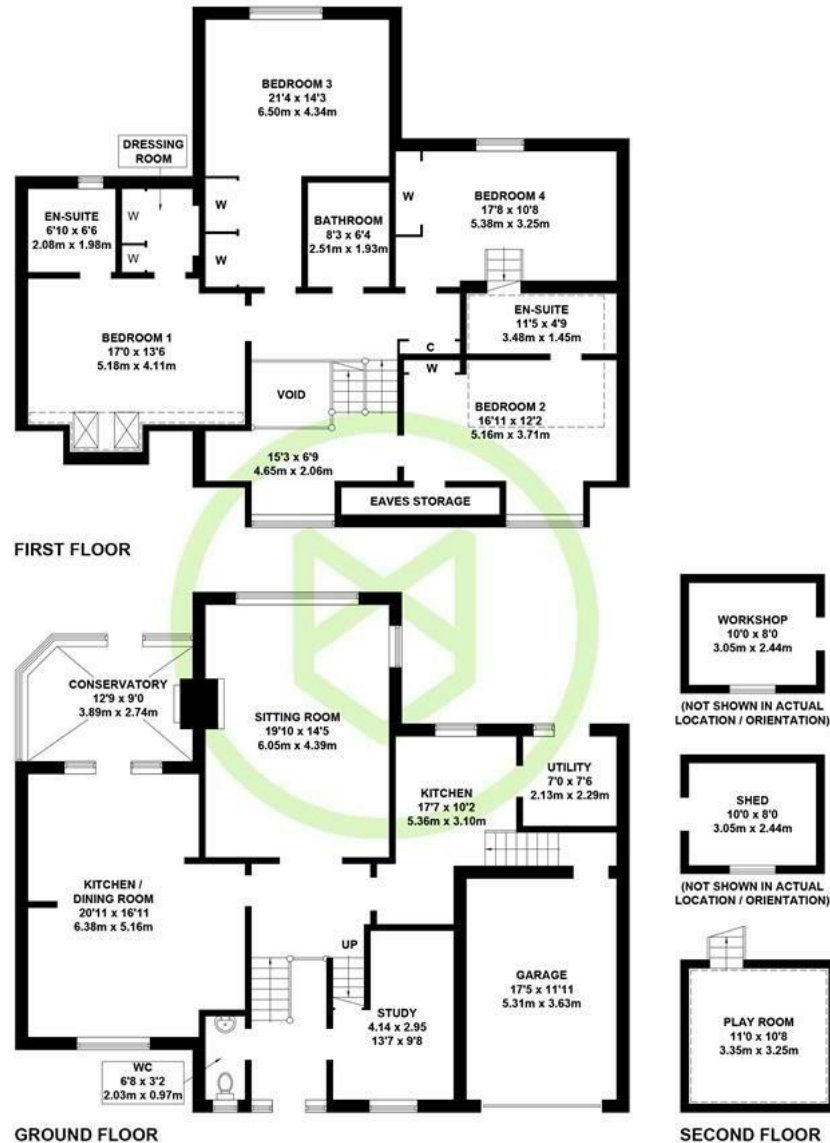 BEDROOM 3
21'4 x 14'3
6.50m x 4.34m
DRESSING
ROOM
EN-SUITE
6'10 x 6'6
2.08m x 1.98m
W
W
W
W
BATHROOM
8'3 x 6'4
2.51m x 1.93m
W
BEDROOM 4
17'8 x 10'8
5.38m x 3.25m
BEDROOM 1
17'0 x 13'6
5.18m x 4.11m
EN-SUITE
11'5 x 4'9
3.48m x 1.45m
C
W
VOID
BEDROOM 2
16'11 x 12'2
5.16m x 3.71m
15'3 x 6'9
4.65m x 2.06m
EAVES STORAGE
FIRST FLOOR
CONSERVATORY
12'9 x 9'0
3.89m x 2.74m
SITTING ROOM
19'10 x 14'5
6.05m x 4.39m
KITCHEN
17'7 x 10'2
5.36m x 3.10m
UTILITY
7'0 x 7'6
2.13m x 2.29m
KITCHEN /
DINING ROOM
20'11 x 16'11
6.38m x 5.16m
UP
STUDY
4.14 x 2.95
13'7 x 9'8
GARAGE
17'5 x 11'11
5.31m x 3.63m
WC
6'8 x 3'2
2.03m x 0.97m
GROUND FLOOR
WORKSHOP
10'0 x 8'0
3.05m x 2.44m
(NOT SHOWN IN ACTUAL
LOCATION / ORIENTATION)
SHED
10'0 x 8'0
3.05m x 2.44m
(NOT SHOWN IN ACTUAL
LOCATION / ORIENTATION)
PLAY ROOM
11'0 x 10'8
3.35m x 3.25m
SECOND FLOOR